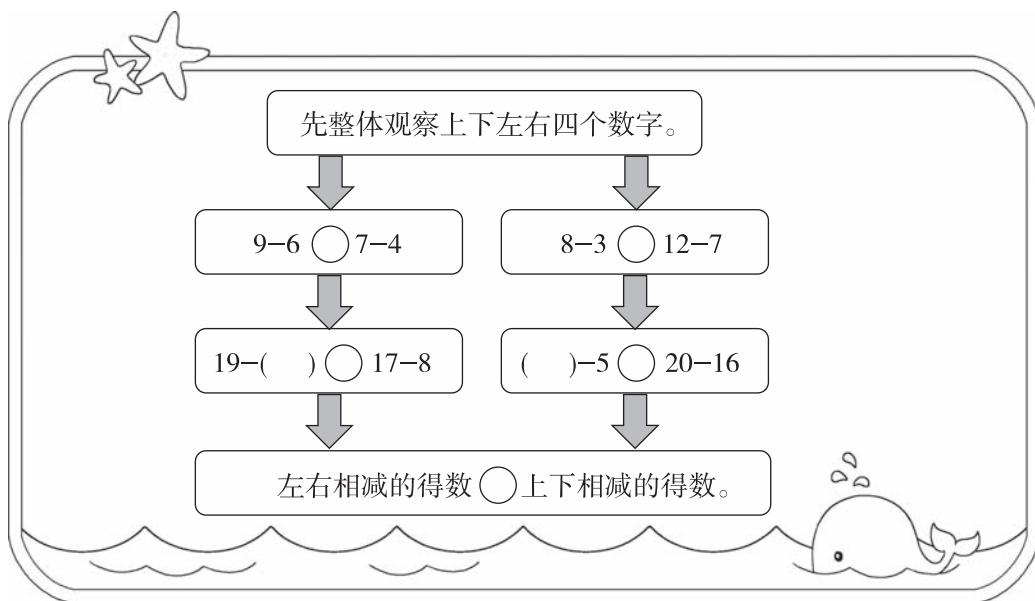 先整体观察上下左右四个数字。
9−6 ○ 7−4
8−3 ○ 12−7
19−(    ) ○ 17−8
(    )−5 ○ 20−16
左右相减的得数○上下相减的得数。